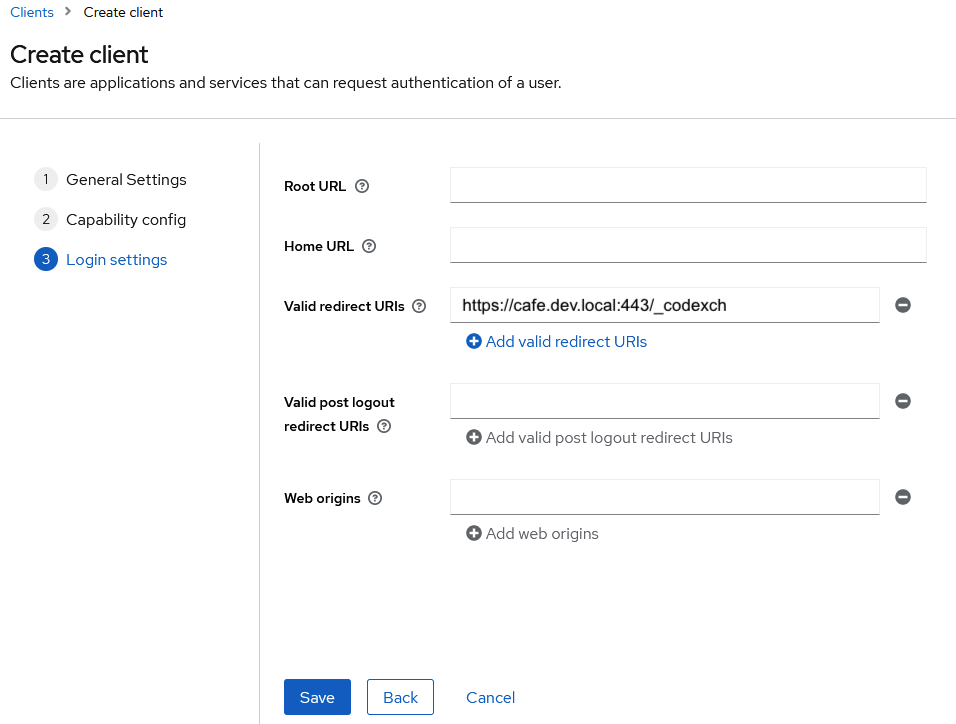 Clients > Create client
Create client
Clients are applications and services that can request authentication of a user.
1 General Settings
2 Capability config
3 Login settings
Root URL ?
Home URL ?
Valid redirect URIs ? https://cafe.dev.local:443/_codexch
Add valid redirect URIs
Valid post logout
redirect URIs ?
Add valid post logout redirect URIs
Web origins ?
Add web origins
Save Back Cancel